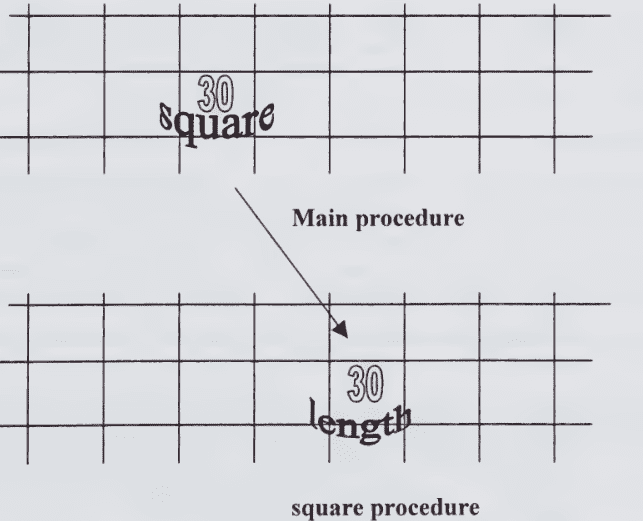 30
square
Main procedure
30
length
square procedure